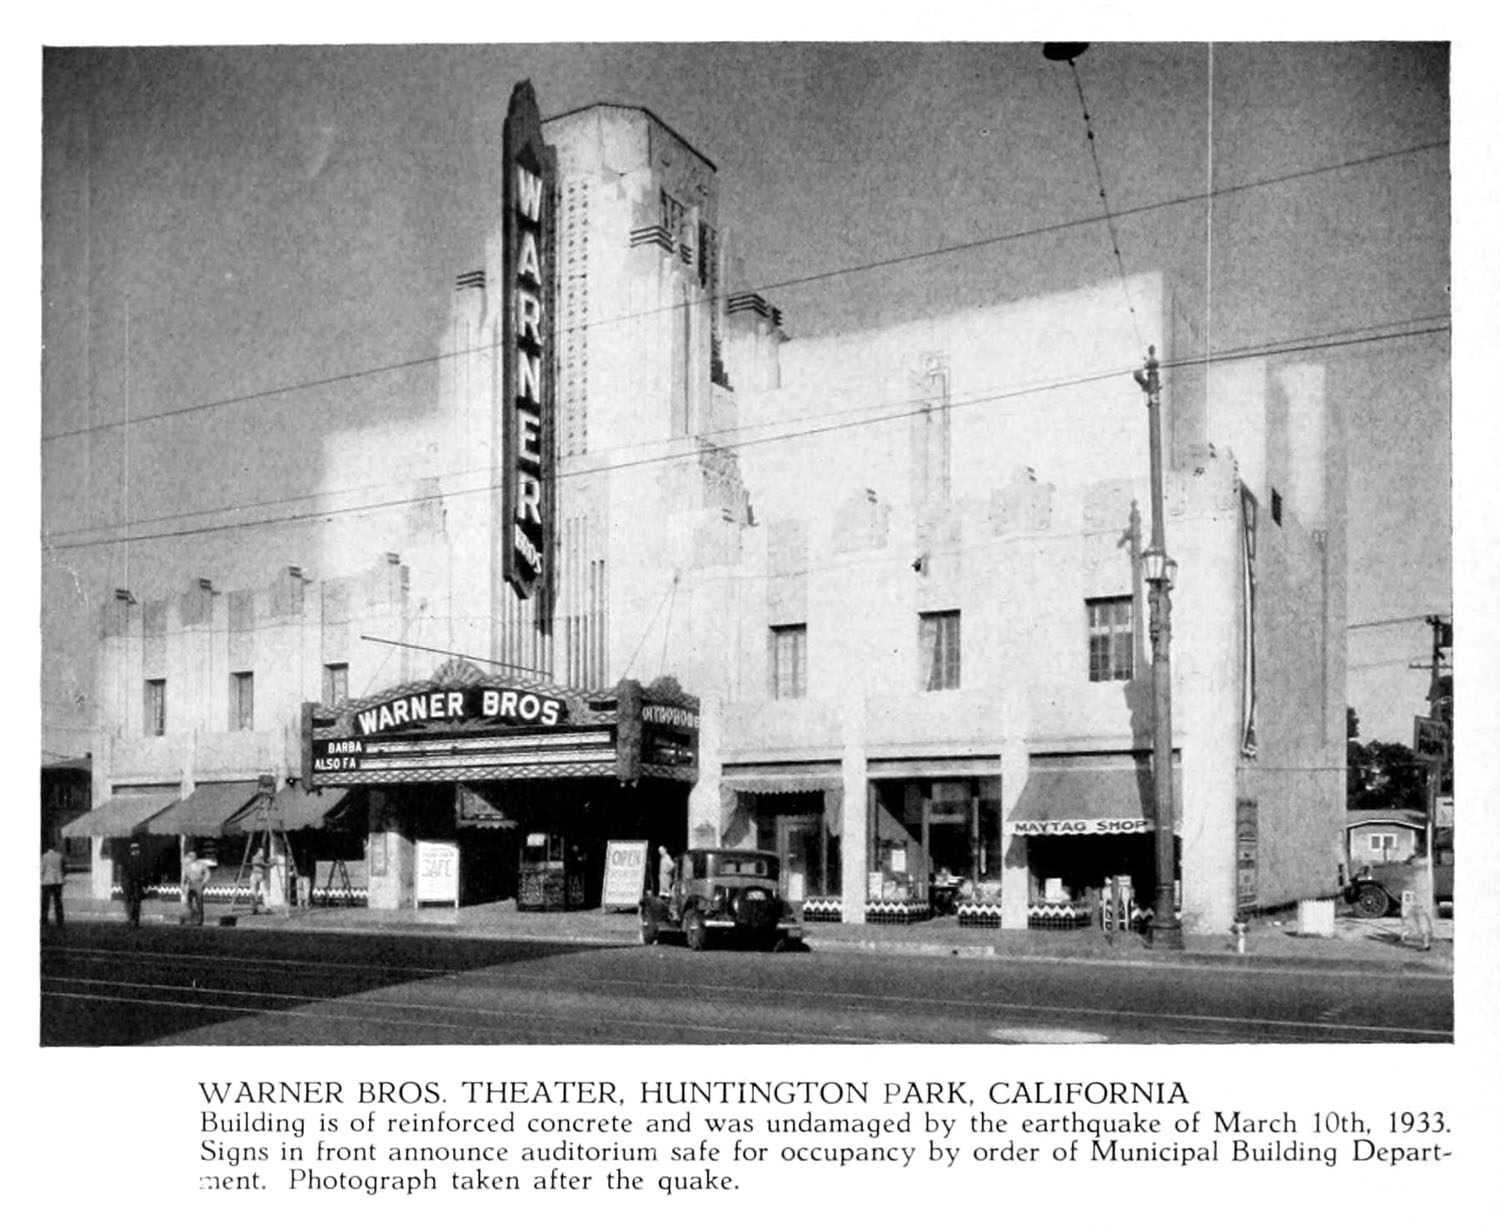 WARNER
BROS
WARNER BROS
VITAPHONE
BARBA
ALSO FA
SAFE
OPEN
MAYTAG SHOP
WARNER BROS. THEATER, HUNTINGTON PARK, CALIFORNIA
Building is of reinforced concrete and was undamaged by the earthquake of March 10th, 1933.
Signs in front announce auditorium safe for occupancy by order of Municipal Building Depart-
ment. Photograph taken after the quake.